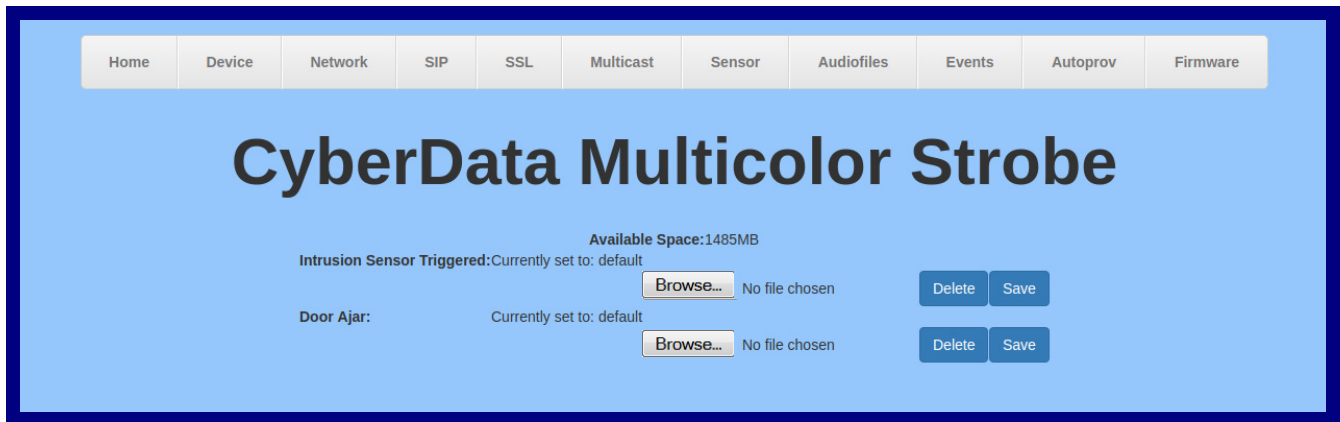 Home Device Network SIP SSL Multicast Sensor Audiofiles Events Autoprov Firmware
CyberData Multicolor Strobe
Available Space:1485MB
Intrusion Sensor Triggered:Currently set to: default
Browse... No file chosen Delete Save
Door Ajar: Currently set to: default
Browse... No file chosen Delete Save